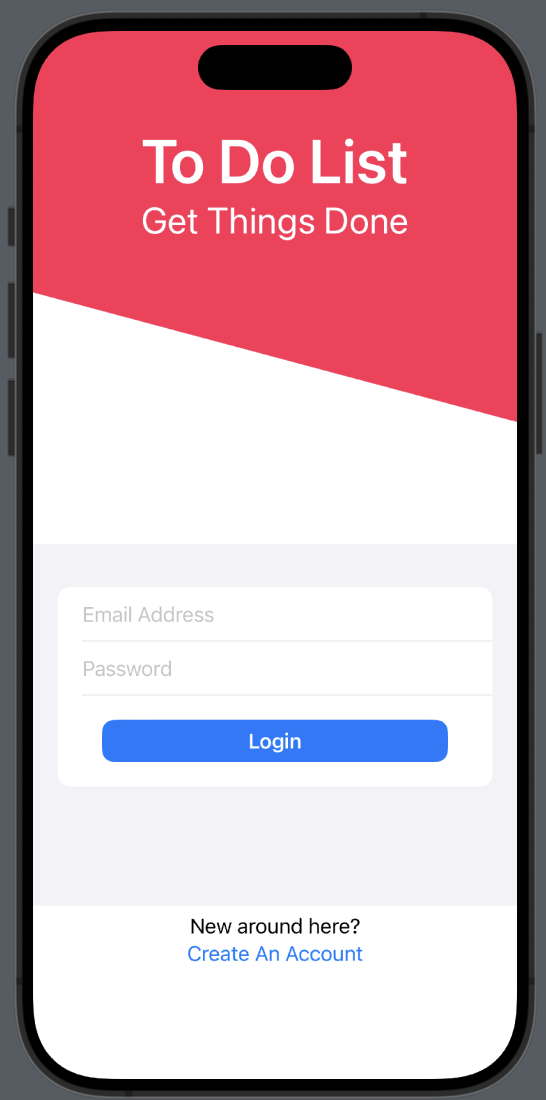 To Do List
Get Things Done
Email Address
Password
Login
New around here?
Create An Account